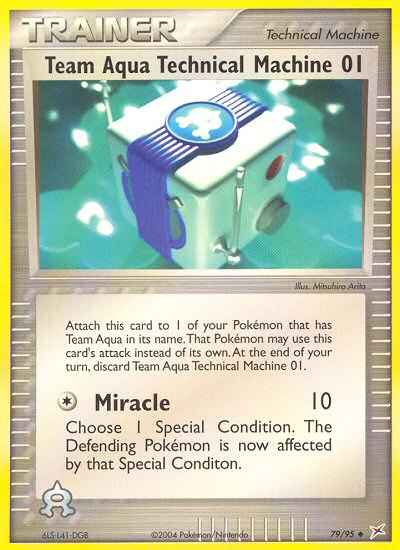 TRAINER
Technical Machine
Team Aqua Technical Machine 01
Illus. Mitsuhiro Arita
Attach this card to 1 of your Pokémon that has
Team Aqua in its name. That Pokémon may use this
card's attack instead of its own. At the end of your
turn, discard Team Aqua Technical Machine 01.
Miracle 10
Choose 1 Special Condition. The
Defending Pokémon is now affected
by that Special Conditon.
6LS-L41-DGB
©2004 Pokémon/Nintendo
79/95